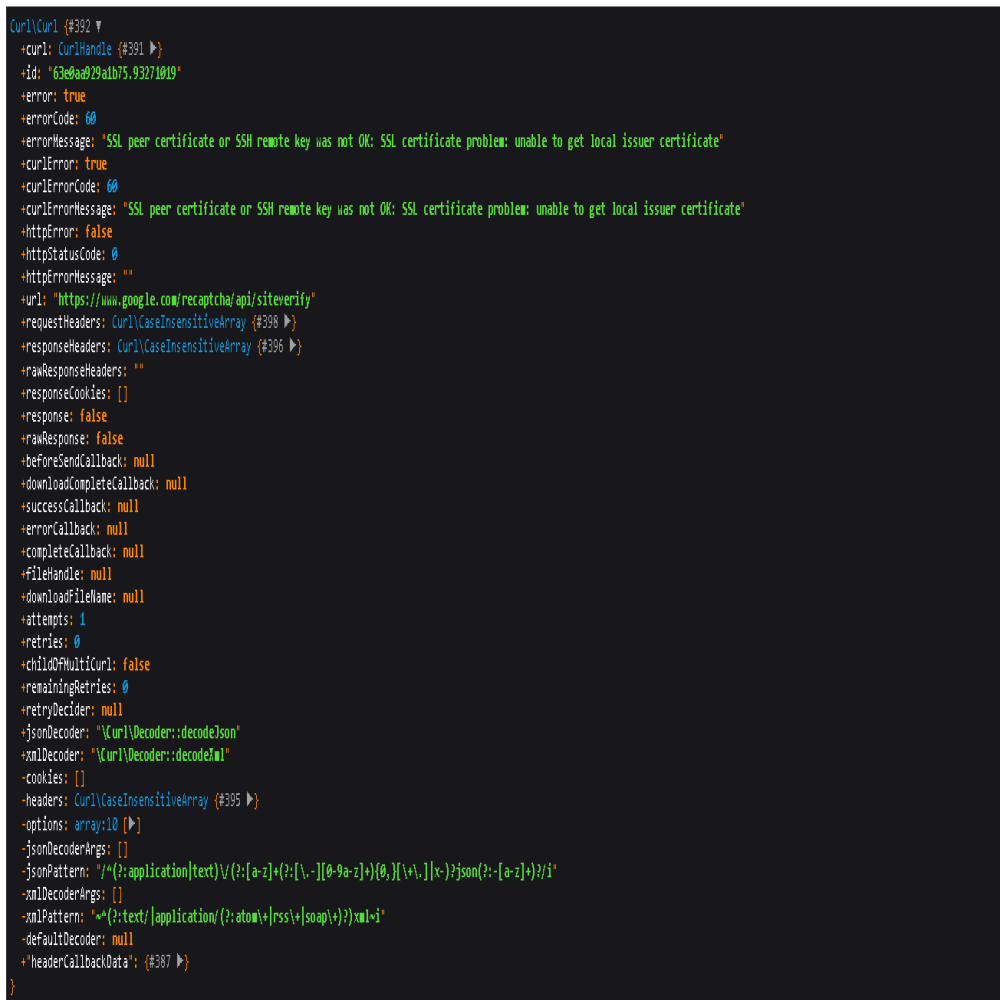 Curl\Curl {#392 ▼
+curl: CurlHandle {#391 ▶}
+id: "63e0aa929a1b75.93271019"
+error: true
+errorCode: 60
+errorMessage: "SSL peer certificate or SSH remote key was not OK: SSL certificate problem: unable to get local issuer certificate"
+curlError: true
+curlErrorCode: 60
+curlErrorMessage: "SSL peer certificate or SSH remote key was not OK: SSL certificate problem: unable to get local issuer certificate"
+httpError: false
+httpStatusCode: 0
+httpErrorMessage: ""
+url: "https://www.google.com/recaptcha/api/siteverify"
+requestHeaders: Curl\CaseInsensitiveArray {#398 ▶}
+responseHeaders: Curl\CaseInsensitiveArray {#396 ▶}
+rawResponseHeaders: ""
+responseCookies: []
+response: false
+rawResponse: false
+beforeSendCallback: null
+downloadCompleteCallback: null
+successCallback: null
+errorCallback: null
+completeCallback: null
+fileHandle: null
+downloadFileName: null
+attempts: 1
+retries: 0
+childOfMultiCurl: false
+remainingRetries: 0
+retryDecider: null
+jsonDecoder: "\Curl\Decoder::decodeJson"
+xmlDecoder: "\Curl\Decoder::decodeXml"
-cookies: []
-headers: Curl\CaseInsensitiveArray {#395 ▶}
-options: array:10 [▶]
-jsonDecoderArgs: []
-jsonPattern: "/^(?:application|text)\/(?:[a-z]+(?:[\.-][0-9a-z]+){0,}[\+\.]|x-)?json(?:-[a-z]+)?/i"
-xmlDecoderArgs: []
-xmlPattern: "~^(?:text/|application/(?:atom\+|rss\+|soap\+)?)xml~i"
-defaultDecoder: null
+"headerCallbackData": {#387 ▶}
}